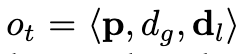 o_t = ⟨𝐩, d_g, 𝐝_𝐥⟩